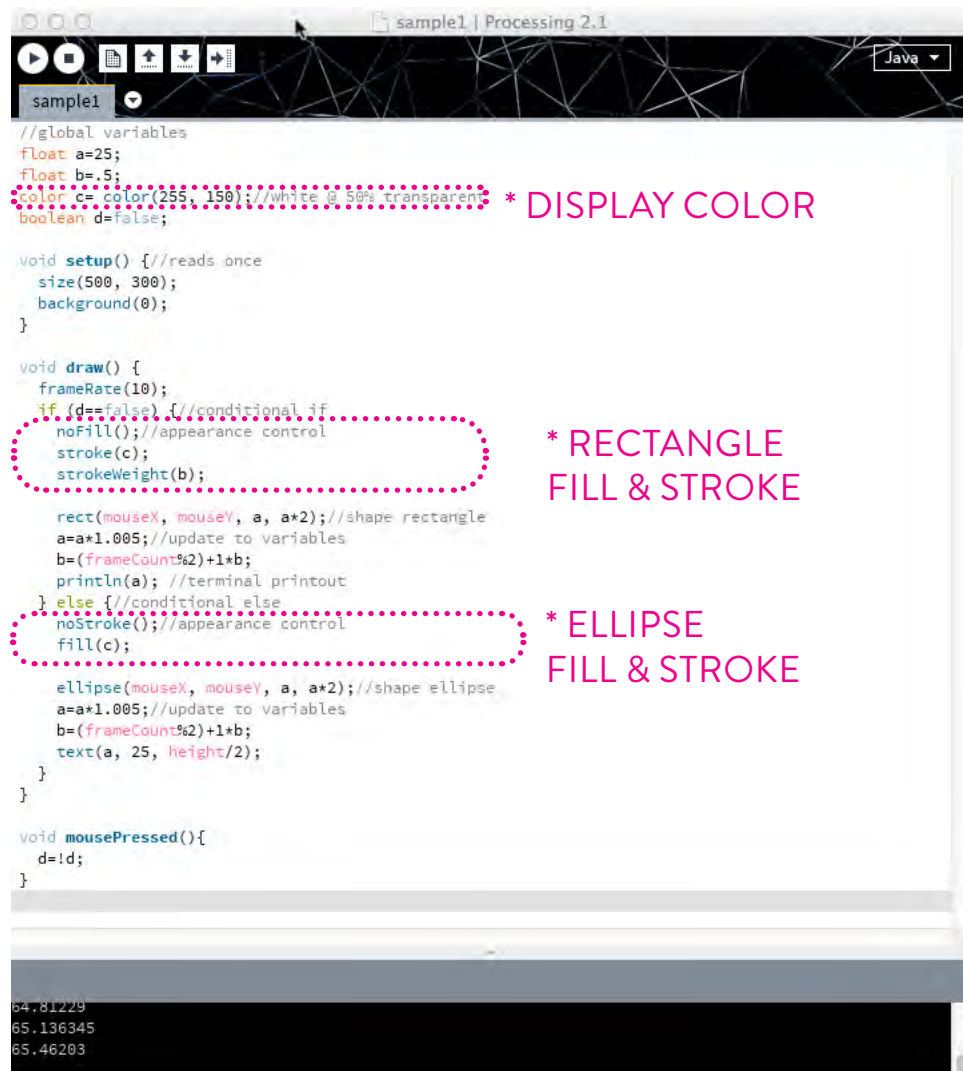 sample1 | Processing 2.1
Java
sample1
//global variables
float a=25;
float b=.5;
color c= color(255, 150);//white @ 50% transparent
* DISPLAY COLOR
boolean d=false;
void setup() {//reads once
size(500, 300);
background(0);
}
void draw() {
frameRate(10);
if (d==false) {//conditional if
noFill();//appearance control
stroke(c);
strokeWeight(b);
* RECTANGLE
FILL & STROKE
rect(mouseX, mouseY, a, a*2);//shape rectangle
a=a*1.005;//update to variables
b=(frameCount%2)+1*b;
println(a); //terminal printout
} else {//conditional else
noStroke();//appearance control
fill(c);
* ELLIPSE
FILL & STROKE
ellipse(mouseX, mouseY, a, a*2);//shape ellipse
a=a*1.005;//update to variables
b=(frameCount%2)+1*b;
text(a, 25, height/2);
}
}
void mousePressed(){
d=!d;
}
64.81229
65.136345
65.46203